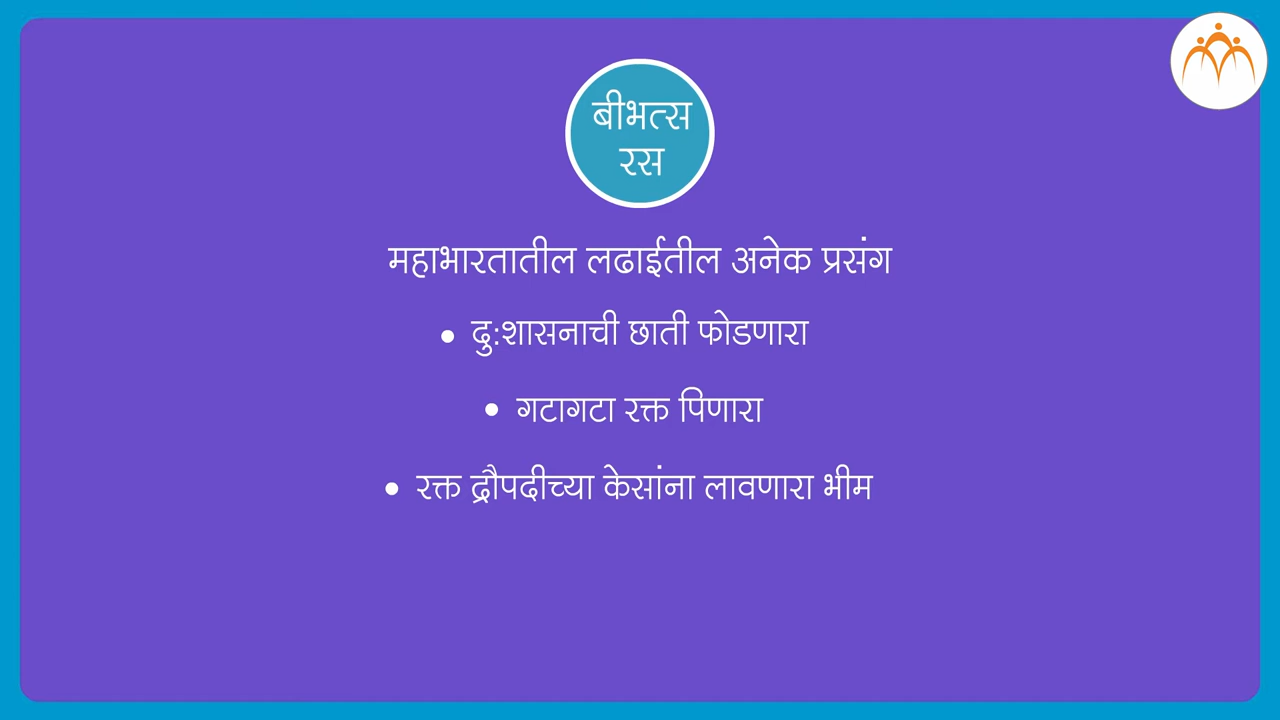 बीभत्स
रस
महाभारतातील लढाईतील अनेक प्रसंग
• दु:शासनाची छाती फोडणारा
• गटागटा रक्त पिणारा
• रक्त द्रौपदीच्या केसांना लावणारा भीम